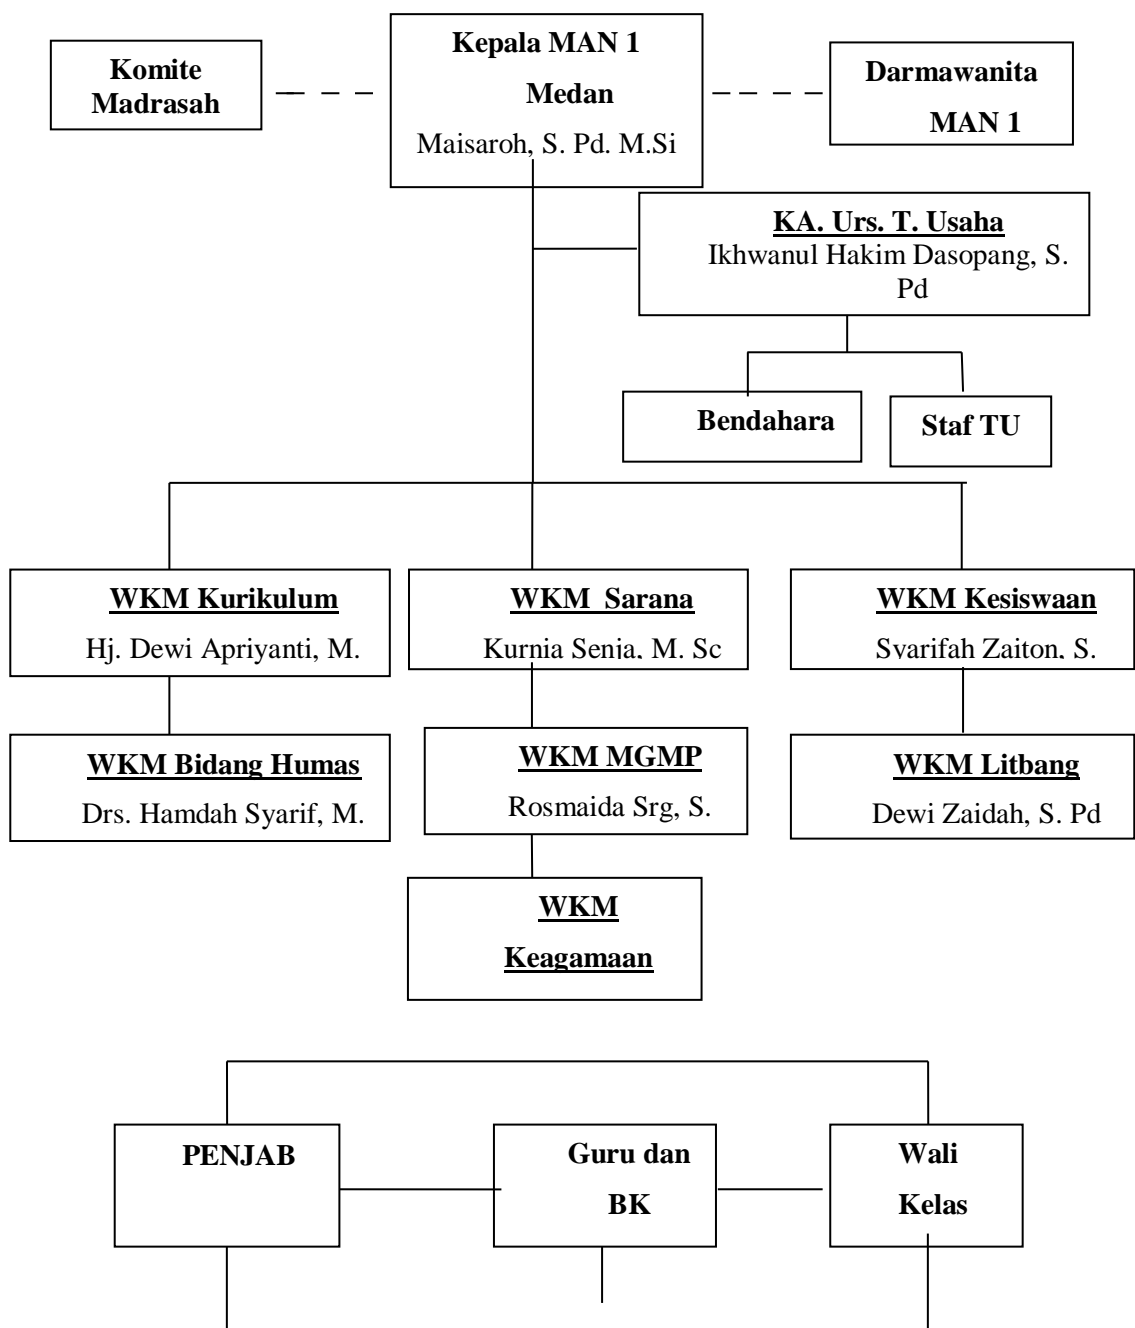 Komite
Madrasah
Kepala MAN 1
Medan
Maisaroh, S. Pd. M.Si
Darmawanita
MAN 1
KA. Urs. T. Usaha
Ikhwanul Hakim Dasopang, S.
Pd
Bendahara
Staf TU
WKM Kurikulum
Hj. Dewi Apriyanti, M.
WKM Sarana
Kurnia Senja, M. Sc
WKM Kesiswaan
Syarifah Zaiton, S.
WKM Bidang Humas
Drs. Hamdah Syarif, M.
WKM MGMP
Rosmaida Srg, S.
WKM Litbang
Dewi Zaidah, S. Pd
WKM
Keagamaan
PENJAB
Guru dan
BK
Wali
Kelas